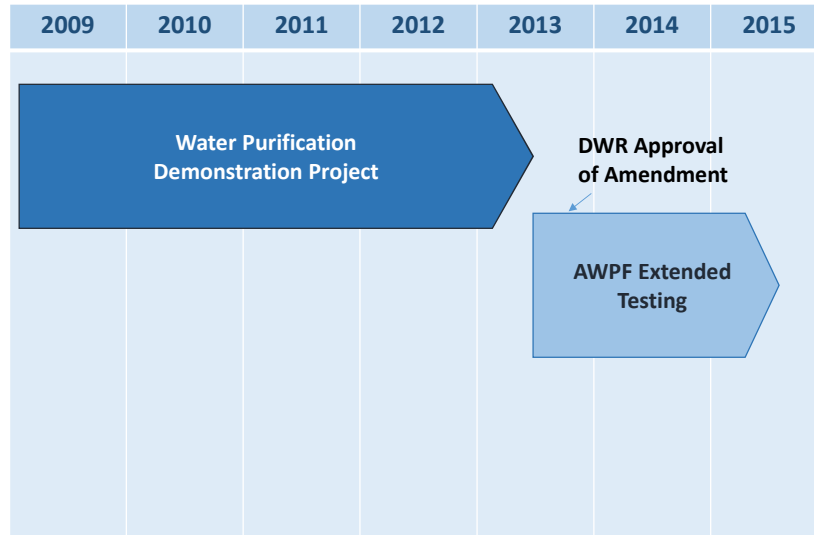 2009 2010 2011 2012 2013 2014 2015
Water Purification
Demonstration Project
DWR Approval
of Amendment
AWPF Extended
Testing